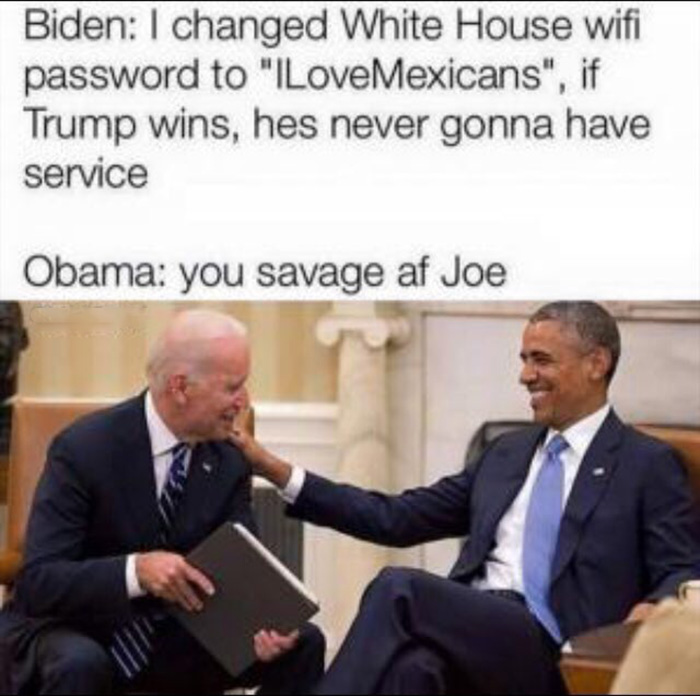 Biden: I changed White House wifi
password to "ILoveMexicans", if
Trump wins, hes never gonna have
service
Obama: you savage af Joe